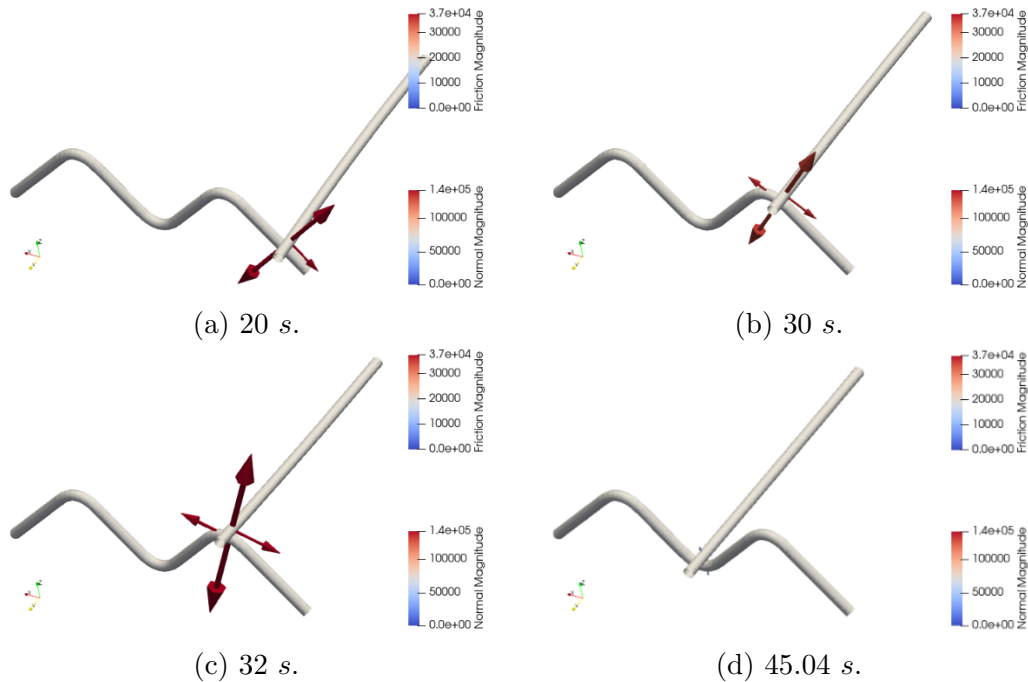 3.7e+04
30000
20000
10000
0.0e+00
Friction Magnitude
1.4e+05
100000
50000
0.0e+00
Normal Magnitude
3.7e+04
30000
20000
10000
0.0e+00
Friction Magnitude
1.4e+05
100000
50000
0.0e+00
Normal Magnitude
(a) 20 s.
(b) 30 s.
3.7e+04
30000
20000
10000
0.0e+00
Friction Magnitude
1.4e+05
100000
50000
0.0e+00
Normal Magnitude
3.7e+04
30000
20000
10000
0.0e+00
Friction Magnitude
1.4e+05
100000
50000
0.0e+00
Normal Magnitude
(c) 32 s.
(d) 45.04 s.